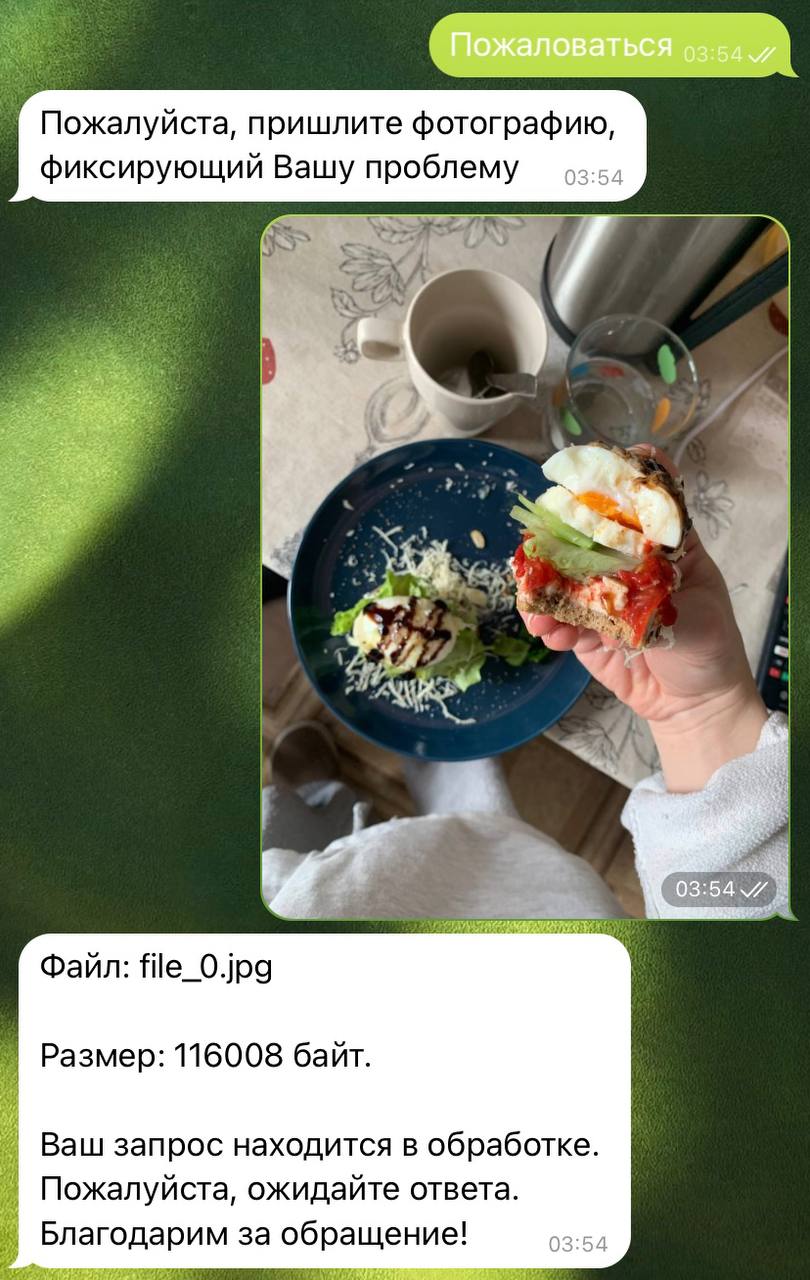 Пожаловаться 03:54
Пожалуйста, пришлите фотографию,
фиксирующий Вашу проблему 03:54
03:54
Файл: file_0.jpg
Размер: 116008 байт.
Ваш запрос находится в обработке.
Пожалуйста, ожидайте ответа.
Благодарим за обращение! 03:54